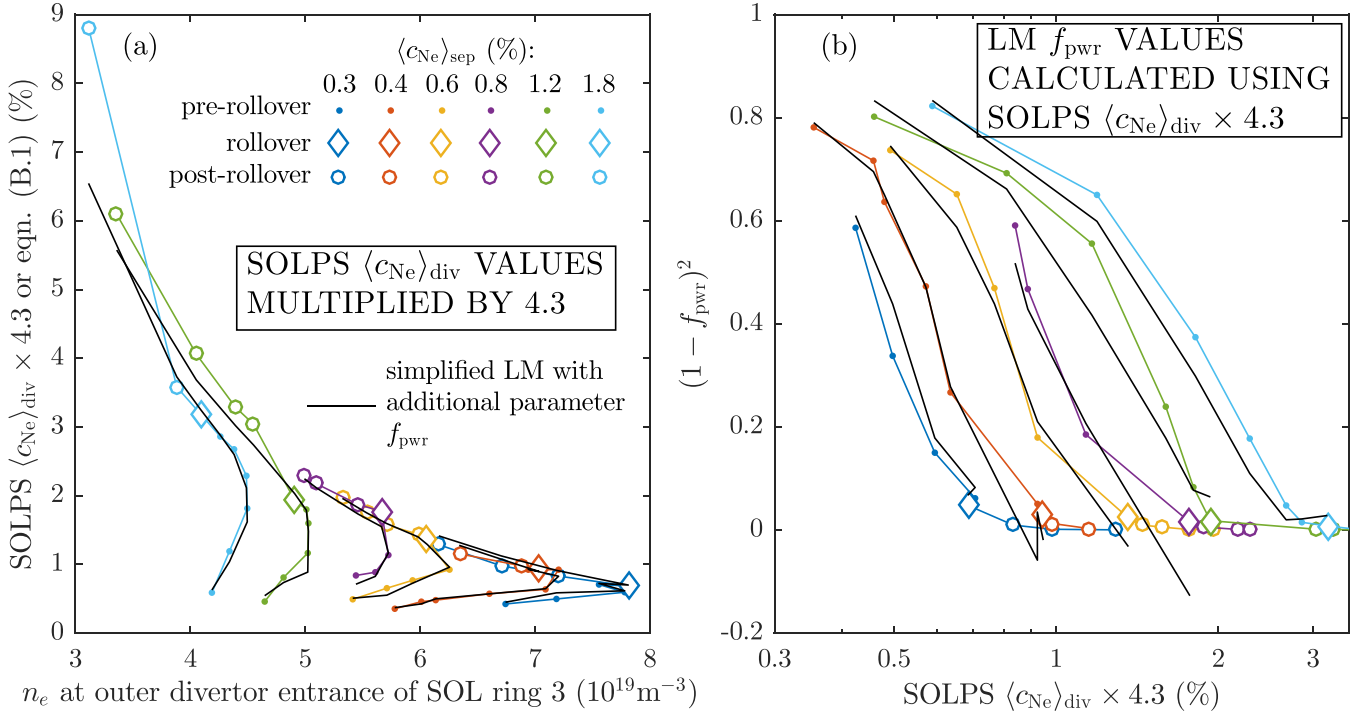 (a)
⟨c_Ne⟩_sep (%):
0.3 0.4 0.6 0.8 1.2 1.8
pre-rollover
rollover
post-rollover
SOLPS ⟨c_Ne⟩_div VALUES
MULTIPLIED BY 4.3
simplified LM with
additional parameter
f_pwr
SOLPS ⟨c_Ne⟩_div × 4.3 or eqn. (B.1) (%)
9
8
7
6
5
4
3
2
1
0
3 4 5 6 7 8
n_e at outer divertor entrance of SOL ring 3 (10^19 m^−3)
(b)
LM f_pwr VALUES
CALCULATED USING
SOLPS ⟨c_Ne⟩_div × 4.3
(1 − f_pwr)^2
1
0.8
0.6
0.4
0.2
0
-0.2
0.3 0.5 1 2 3
SOLPS ⟨c_Ne⟩_div × 4.3 (%)